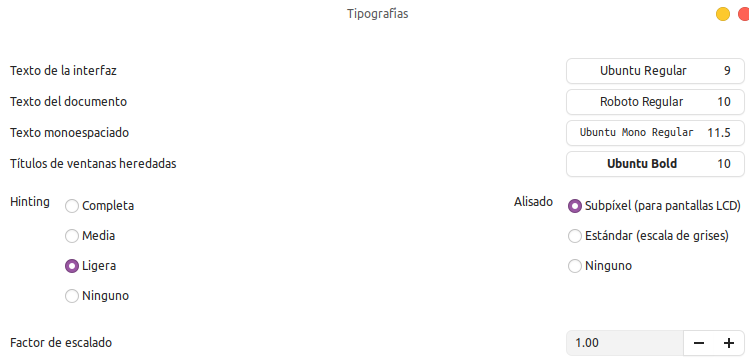 Tipografías
Texto de la interfaz Ubuntu Regular 9
Texto del documento Roboto Regular 10
Texto monoespaciado Ubuntu Mono Regular 11.5
Títulos de ventanas heredadas Ubuntu Bold 10
Hinting Completa Alisado Subpíxel (para pantallas LCD)
Media Estándar (escala de grises)
Ligera Ninguno
Ninguno
Factor de escalado 1.00 − +